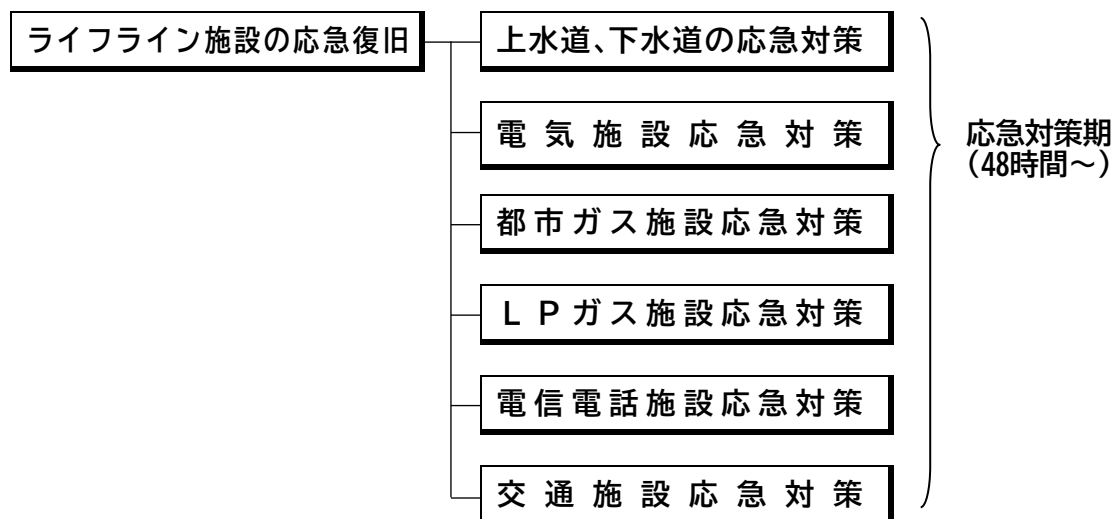 ライフライン施設の応急復旧
上水道、下水道の応急対策
電気施設応急対策
都市ガス施設応急対策
LPガス施設応急対策
電信電話施設応急対策
交通施設応急対策
応急対策期
(48時間~)